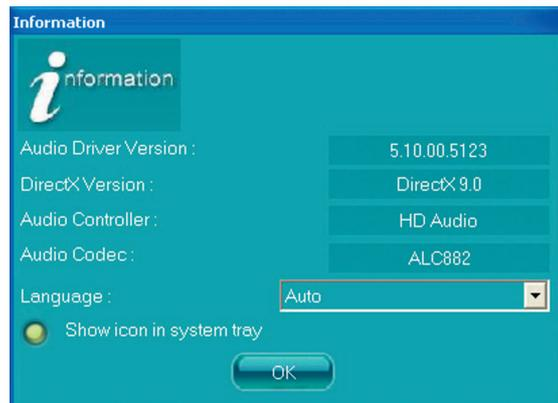 Information
information
Audio Driver Version : 5.10.00.5123
DirectX Version : DirectX 9.0
Audio Controller : HD Audio
Audio Codec : ALC882
Language : Auto
Show icon in system tray
OK